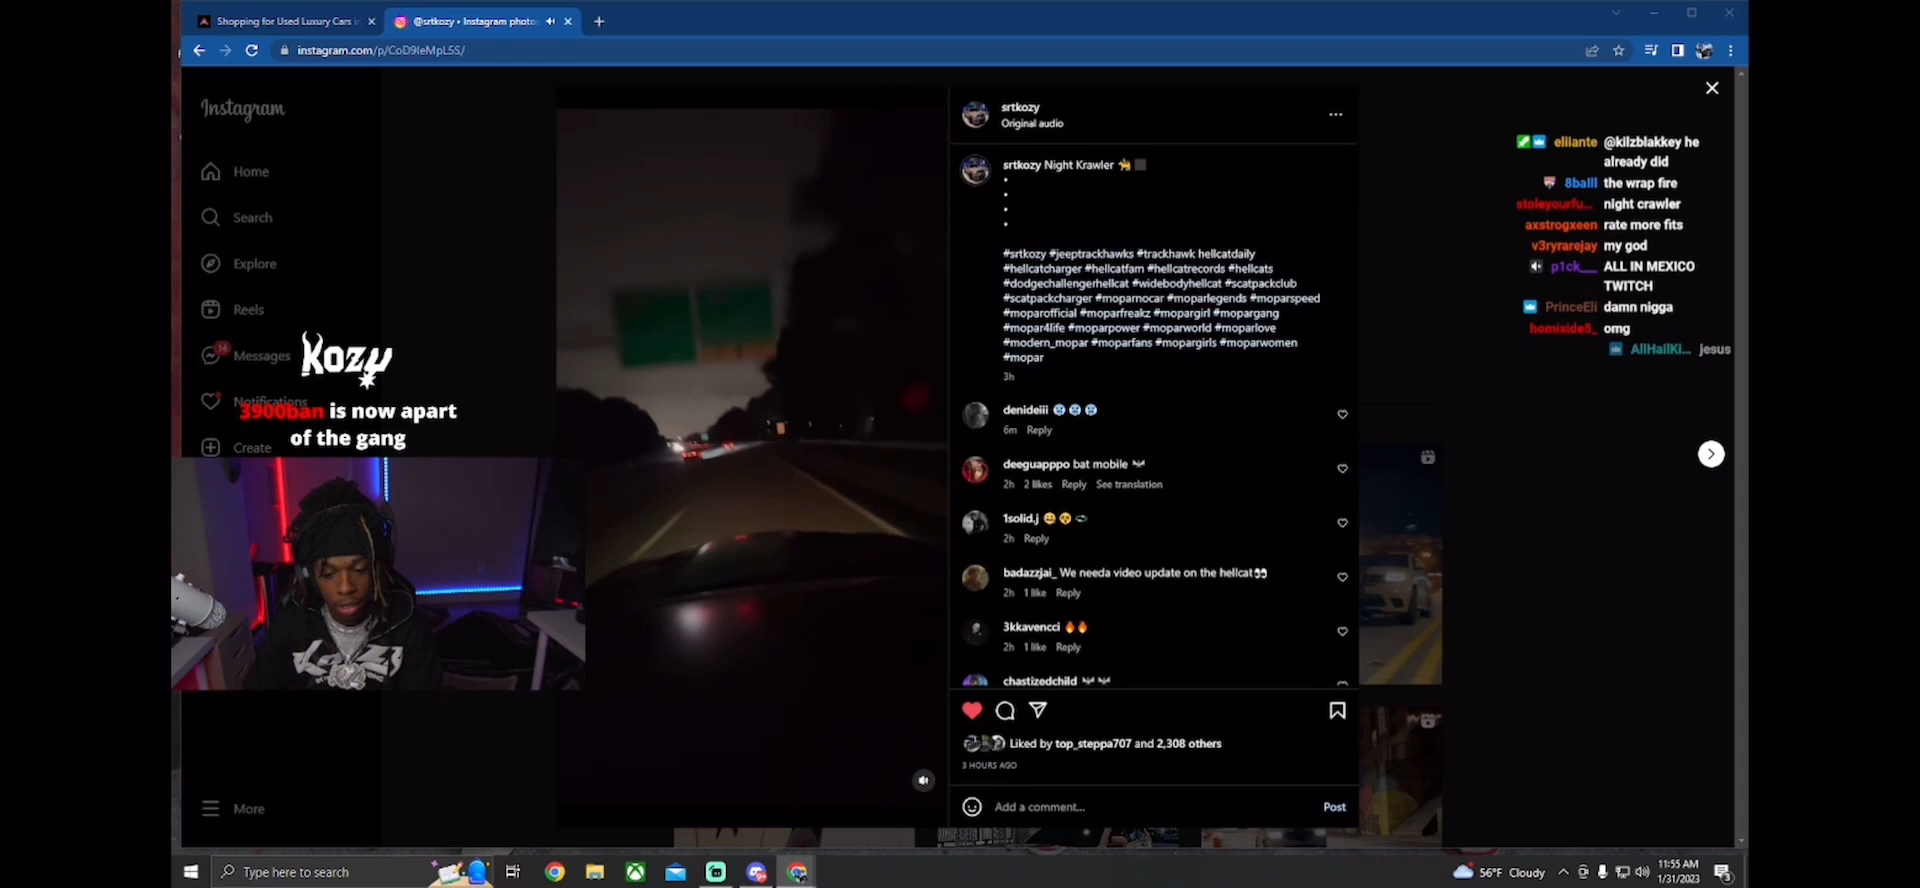 Shopping for Used Luxury Cars in
@srtkozy • Instagram photos
instagram.com/p/CoD9IeMpL5S/
Instagram
Home
Search
Explore
Reels
14
Messages
Notifications
Create
More
Kozy
3900ban is now apart
of the gang
srtkozy
Original audio
srtkozy Night Krawler
•
•
•
•
#srtkozy #jeeptrackhawks #trackhawk hellcatdaily
#hellcatcharger #hellcatfam #hellcatrecords #hellcats
#dodgechallengerhellcat #widebodyhellcat #scatpackclub
#scatpackcharger #moparnocar #moparlegends #moparspeed
#moparofficial #moparfreakz #mopargirl #mopargang
#mopar4life #moparpower #moparworld #moparlove
#modern_mopar #moparfans #mopargirls #moparwomen
#mopar
3h
denideiii
6m Reply
deeguapppo bat mobile
2h 2 likes Reply See translation
1solid.j
2h Reply
badazzjai_ We needa video update on the hellcat
2h 1 like Reply
3kkavencci
2h 1 like Reply
chastizedchild
Liked by top_steppa707 and 2,308 others
3 HOURS AGO
Add a comment...
Post
elliante @kilzblakkey he
already did
8balll the wrap fire
stoleyourfu... night crawler
axstrogxeen rate more fits
v3ryrarejay my god
p1ck___ ALL IN MEXICO
TWITCH
PrinceEli damn nigga
homixide5_ omg
AllHailKi... jesus
Type here to search
56°F Cloudy
11:55 AM
1/31/2023
3